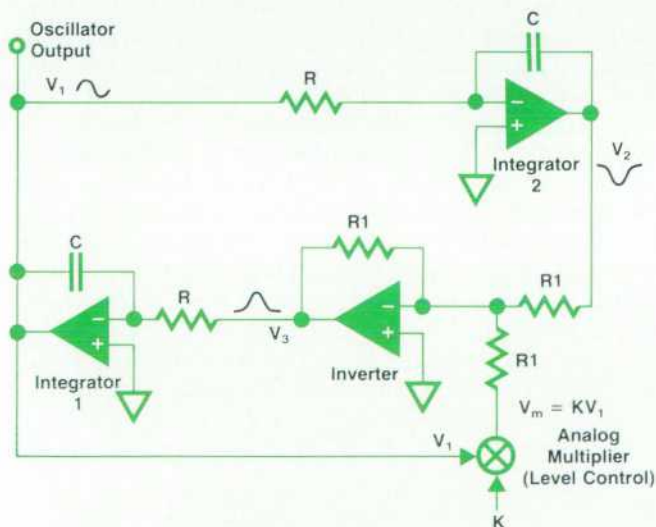 Oscillator
Output
V1
R
C
Integrator
2
V2
C
R
V3
R1
Inverter
R1
R1
Integrator
1
Vm = KV1
V1
Analog
Multiplier
(Level Control)
K